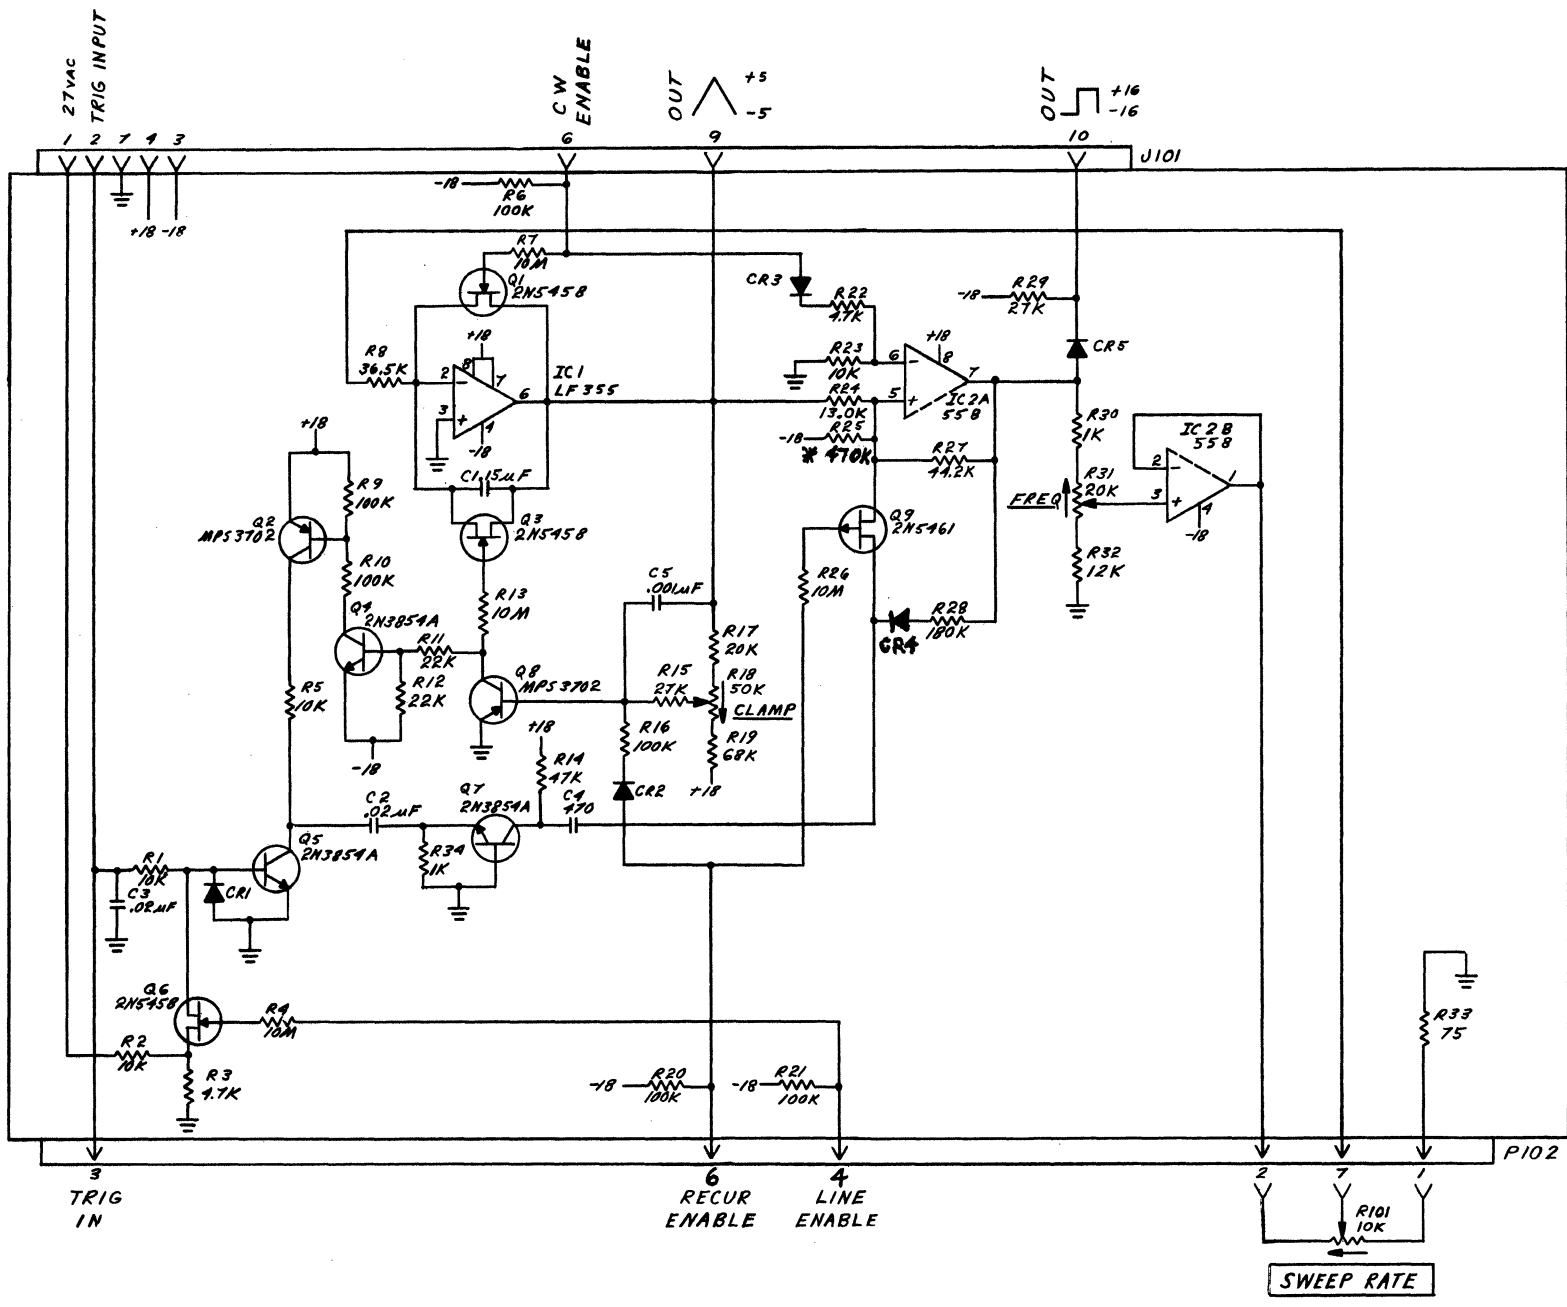 27VAC
TRIG INPUT
CW
ENABLE
OUT
+5
-5
OUT
+16
-16
1
2
7
4
3
6
9
10
J101
+18
-18
-18
R6
100K
R7
10M
Q1
2N5458
CR3
R22
4.7K
-18
R29
27K
R8
36.5K
+18
8
7
2
-
3
+
6
4
-18
IC1
LF355
R23
10K
R24
13.0K
-18
R25
* 470K
6
-
5
+
+18
8
7
IC2A
558
CR5
R27
44.2K
R30
1K
R31
20K
FREQ
R32
12K
IC2B
558
2
-
3
+
1
4
-18
+18
R9
100K
Q2
MPS3702
R10
100K
C1 .15µF
Q3
2N5458
Q9
2N5461
R26
10M
C5
.001µF
R13
10M
Q4
2N3854A
R11
22K
R12
22K
R17
20K
R28
180K
CR4
Q8
MPS3702
R15
27K
R18
50K
CLAMP
R5
10K
-18
R16
100K
R19
68K
+18
+18
R14
47K
CR2
C2
.02µF
Q7
2N3854A
C4
470
R34
1K
Q5
2N3854A
R1
10K
C3
.02µF
CR1
Q6
2N5458
R4
10M
R2
10K
R3
4.7K
R33
75
-18
R20
100K
-18
R21
100K
P102
3
TRIG
IN
6
RECUR
ENABLE
4
LINE
ENABLE
2
7
1
R101
10K
SWEEP RATE